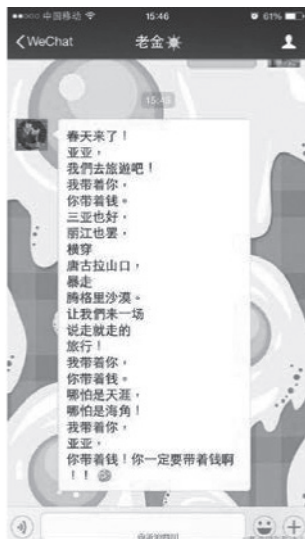 中国移动 15:46 61%
WeChat 老金
15:45
春天来了！
亚亚，
我們去旅遊吧！
我带着你，
你带着钱。
三亚也好，
丽江也罢，
横穿
唐古拉山口，
暴走
腾格里沙漠。
让我們来一场
说走就走的
旅行！
我带着你，
你带着钱。
哪怕是天涯，
哪怕是海角！
我带着你，
亚亚，
你带着钱！你一定要带着钱啊
！！